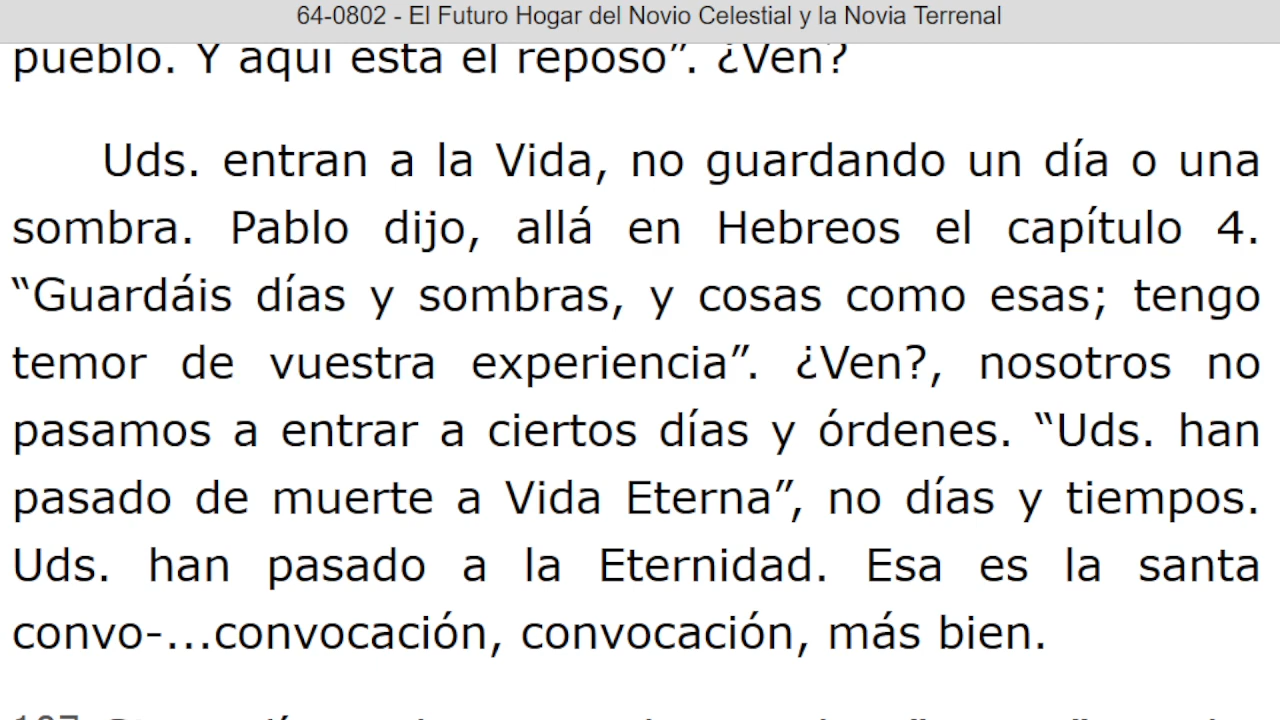 64-0802 - El Futuro Hogar del Novio Celestial y la Novia Terrenal
pueblo. Y aquí está el reposo”. ¿Ven?
Uds. entran a la Vida, no guardando un día o una
sombra. Pablo dijo, allá en Hebreos el capítulo 4.
“Guardáis días y sombras, y cosas como esas; tengo
temor de vuestra experiencia”. ¿Ven?, nosotros no
pasamos a entrar a ciertos días y órdenes. “Uds. han
pasado de muerte a Vida Eterna”, no días y tiempos.
Uds. han pasado a la Eternidad. Esa es la santa
convo-...convocación, convocación, más bien.